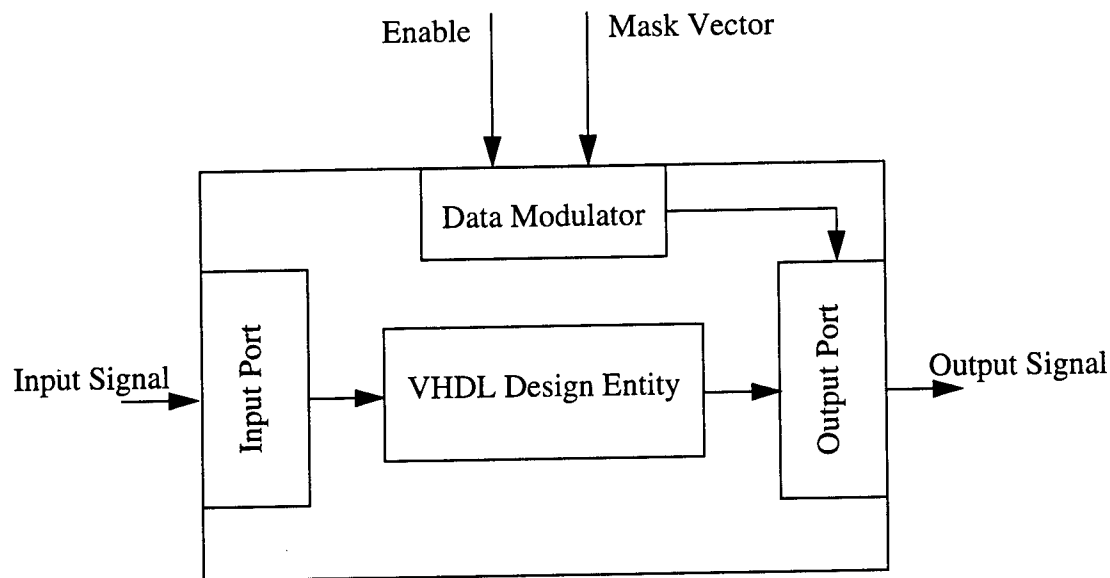 Enable
Mask Vector
Data Modulator
Input Port
VHDL Design Entity
Output Port
Input Signal
Output Signal